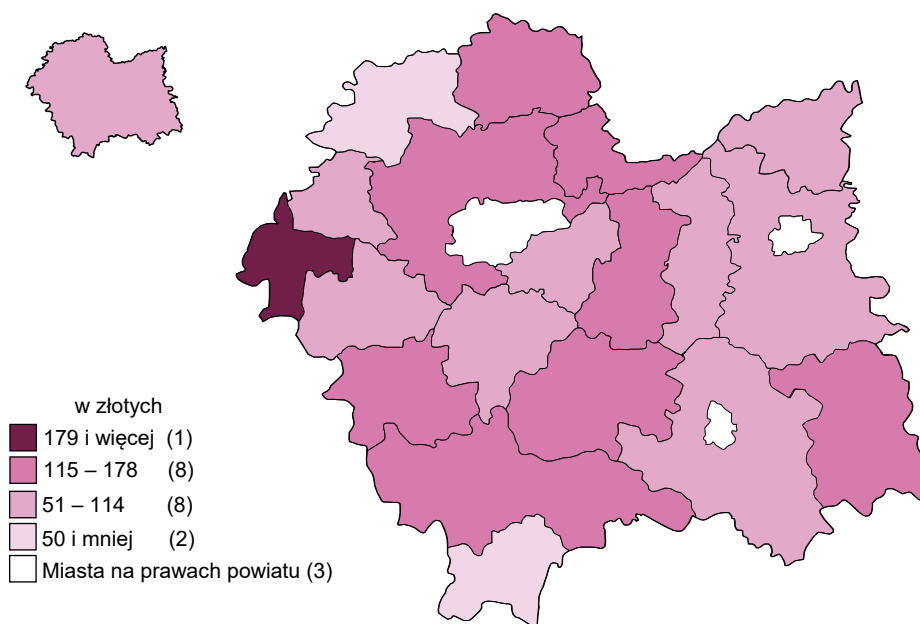 w złotych
179 i więcej (1)
115 – 178 (8)
51 – 114 (8)
50 i mniej (2)
Miasta na prawach powiatu (3)